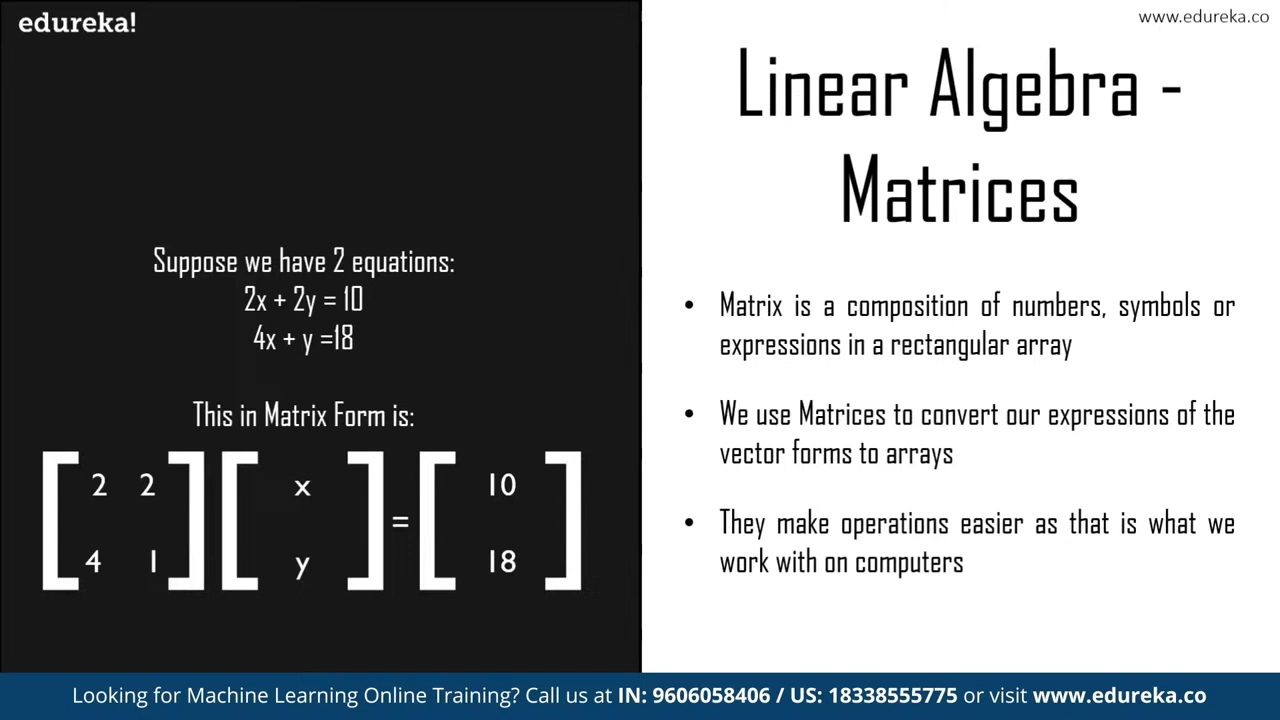 edureka!
www.edureka.co
Suppose we have 2 equations:
2x + 2y = 10
4x + y =18
This in Matrix Form is:
2 2 x 10
=
4 1 y 18
Linear Algebra -
Matrices
• Matrix is a composition of numbers, symbols or
expressions in a rectangular array
• We use Matrices to convert our expressions of the
vector forms to arrays
• They make operations easier as that is what we
work with on computers
Looking for Machine Learning Online Training? Call us at IN: 9606058406 / US: 18338555775 or visit www.edureka.co